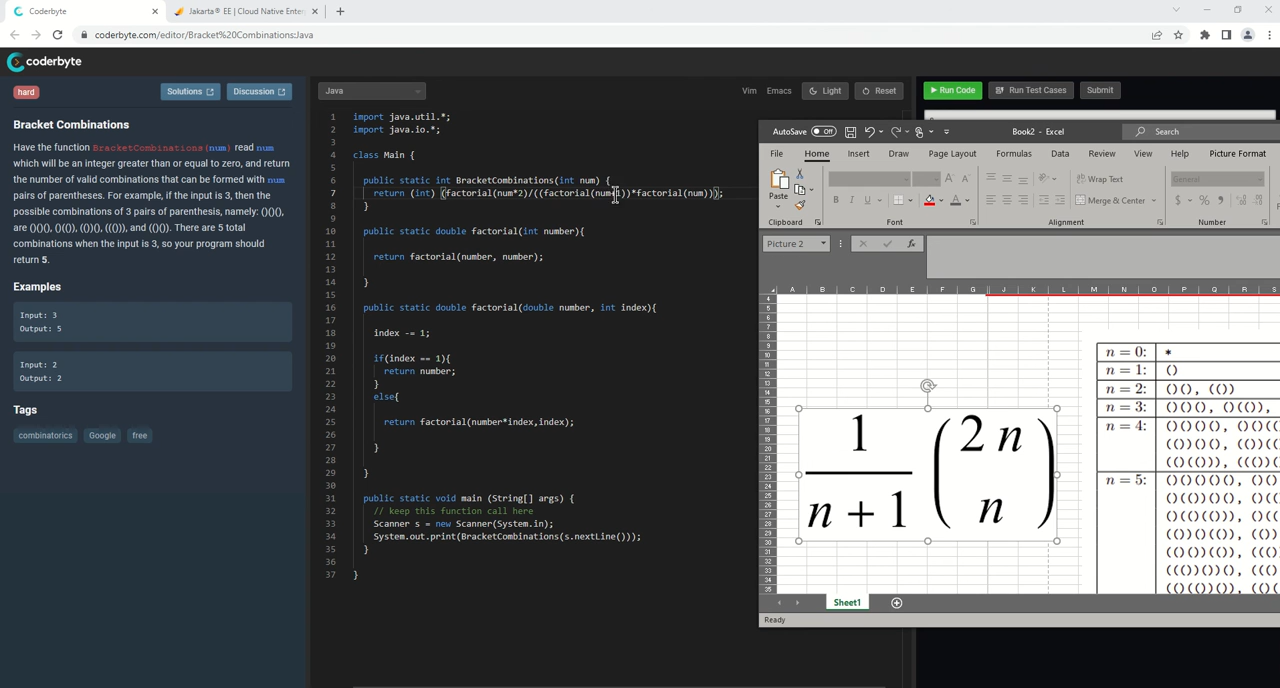 Coderbyte
Jakarta® EE | Cloud Native Enter
coderbyte.com/editor/Bracket%20Combinations:Java
coderbyte
hard
Solutions
Discussion
Bracket Combinations
Have the function BracketCombinations(num) read num
which will be an integer greater than or equal to zero, and return
the number of valid combinations that can be formed with num
pairs of parentheses. For example, if the input is 3, then the
possible combinations of 3 pairs of parenthesis, namely: ()()(),
are ()()(), ()(()), (())(), ((())), and (()()). There are 5 total
combinations when the input is 3, so your program should
return 5.
Examples
Input: 3
Output: 5
Input: 2
Output: 2
Tags
combinatorics
Google
free
Java
Vim
Emacs
Light
Reset
1 import java.util.*;
2 import java.io.*;
3
4 class Main {
5
6 public static int BracketCombinations(int num) {
7 return (int) (factorial(num*2)/((factorial(num+1))*factorial(num)));
8 }
9
10 public static double factorial(int number){
11
12 return factorial(number, number);
13
14 }
15
16 public static double factorial(double number, int index){
17
18 index -= 1;
19
20 if(index == 1){
21 return number;
22 }
23 else{
24
25 return factorial(number*index,index);
26
27 }
28
29 }
30
31 public static void main (String[] args) {
32 // keep this function call here
33 Scanner s = new Scanner(System.in);
34 System.out.print(BracketCombinations(s.nextLine()));
35 }
36
37 }
Run Code
Run Test Cases
Submit
AutoSave
Off
Book2 - Excel
Search
File
Home
Insert
Draw
Page Layout
Formulas
Data
Review
View
Help
Picture Format
Paste
B I U
A
Wrap Text
Merge & Center
General
$ % 9
Clipboard
Font
Alignment
Number
Picture 2
fx
A B C D E F G J K L M N O P Q R S
1
n + 1
2 n
n
n = 0: *
n = 1: ()
n = 2: ()(), (())
n = 3: ()()(), ()(()),
n = 4: ()()()(), ()()((
(())(), (())((
(()(())), ((())
n = 5:
Sheet1
Ready